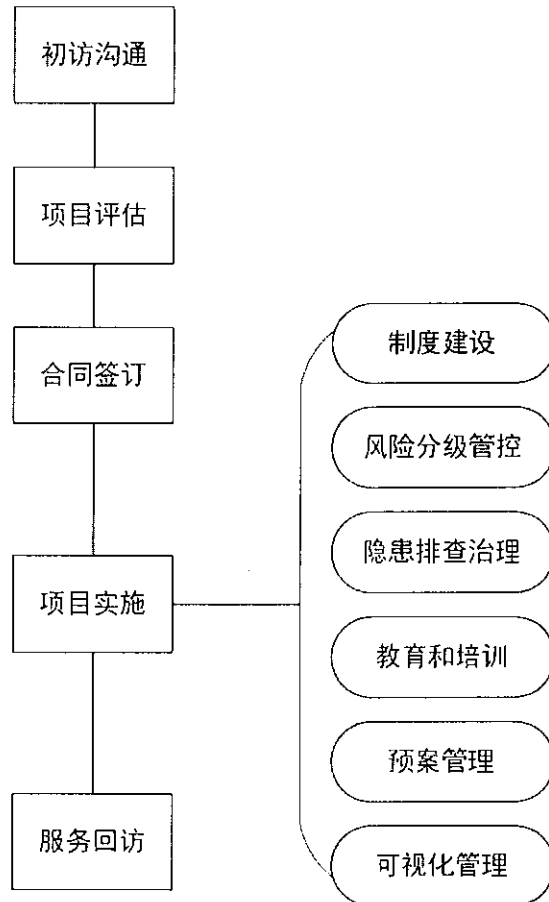 初访沟通
项目评估
合同签订
项目实施
服务回访
制度建设
风险分级管控
隐患排查治理
教育和培训
预案管理
可视化管理